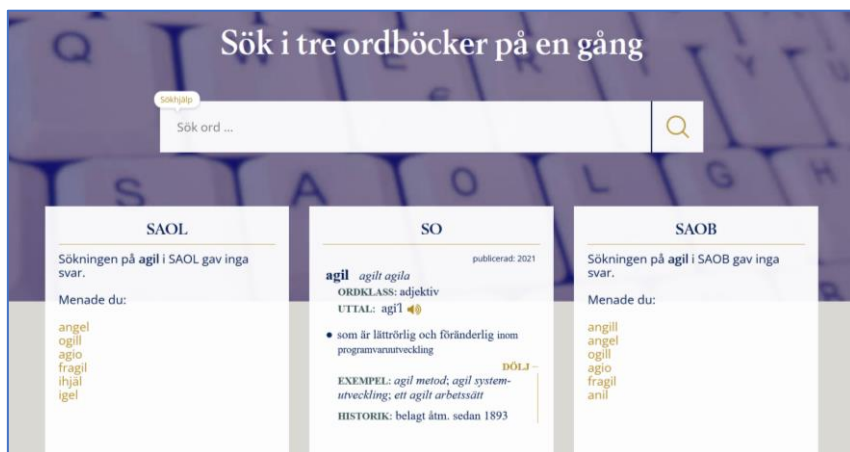 Sök i tre ordböcker på en gång
Sökhjälp
Sök ord ...
SAOL
Sökningen på agil i SAOL gav inga
svar.
Menade du:
angel
ogill
agio
fragil
ihjäl
igel
SO
publicerad: 2021
agil agilt agila
ORDKLASS: adjektiv
UTTAL: agi'l
● som är lättrörlig och föränderlig inom
programvaruutveckling
DÖLJ –
EXEMPEL: agil metod; agil system-
utveckling; ett agilt arbetssätt
HISTORIK: belagt åtm. sedan 1893
SAOB
Sökningen på agil i SAOB gav inga
svar.
Menade du:
angill
angel
ogill
agio
fragil
anil
Q W E R Y U
S A O L G H